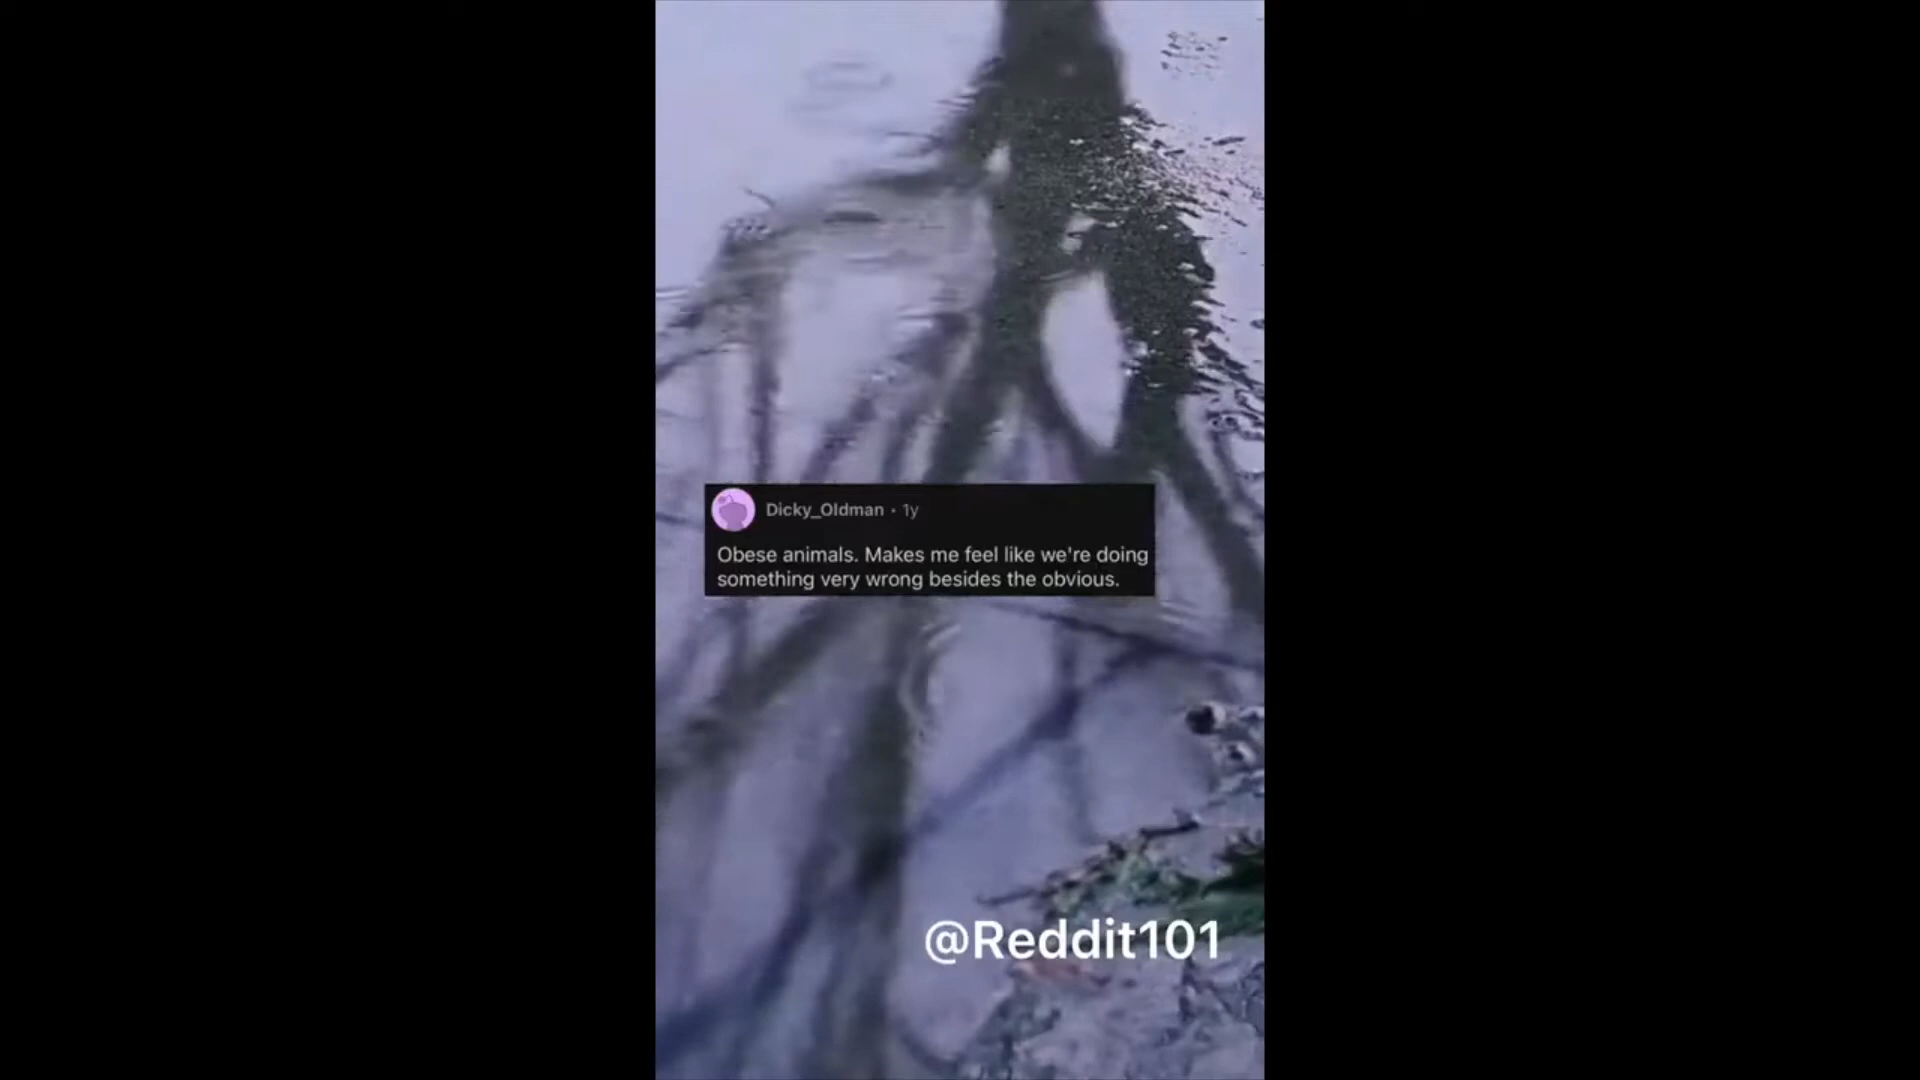 Dicky_Oldman • 1y
Obese animals. Makes me feel like we're doing
something very wrong besides the obvious.
@Reddit101